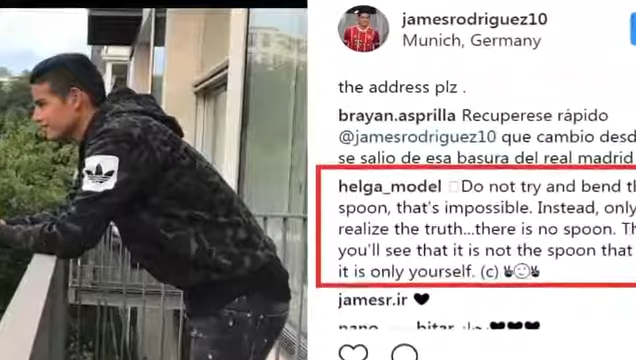 jamesrodriguez10
Munich, Germany
the address plz .
brayan.asprilla Recuperese rápido
@jamesrodriguez10 que cambio desd
se salio de esa basura del real madrid
helga_model Do not try and bend th
spoon, that's impossible. Instead, only
realize the truth...there is no spoon. Th
you'll see that it is not the spoon that
it is only yourself. (c)
jamesr.ir
adidas